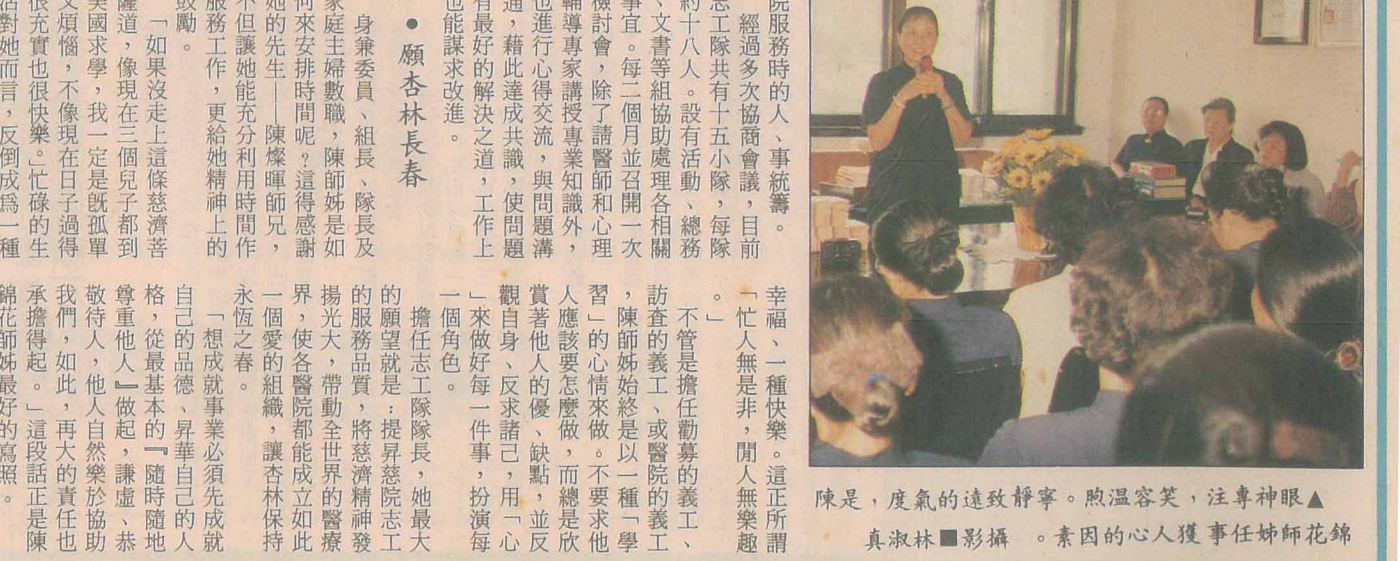 院服務時的人、事統籌。
經過多次協商會議，目前
志工隊共有十五小隊，每隊
約十八人。設有活動、總務
、文書等組協助處理各相關
事宜。每二個月並召開一次
檢討會，除了請醫師和心理
輔導專家講授專業知識外，
也進行心得交流，與問題溝
通，藉此達成共識，使問題
有最好的解決之道，工作上
也能謀求改進。
●願杏林長春
身兼委員、組長、隊長及
家庭主婦數職，陳師姊是如
何來安排時間呢？這得感謝
她的先生——陳燦暉師兄，
不但讓她能充分利用時間作
服務工作，更給她精神上的
鼓勵。
「如果沒走上這條慈濟菩
薩道，像現在三個兒子都到
美國求學，我一定是既孤單
又煩惱，不像現在日子過得
很充實也很快樂。」忙碌的生
活對她而言，反倒成爲一種
幸福、一種快樂。這正所謂
「忙人無是非，閒人無樂趣
。」
不管是擔任勸募的義工、
訪查的義工、或醫院的義工
，陳師姊始終是以一種「學
習」的心情來做。不要求他
人應該要怎麼做，而總是欣
賞著他人的優、缺點，並反
觀自身、反求諸己，用「心
」來做好每一件事，扮演每
一個角色。
擔任志工隊隊長，她最大
的願望就是：提昇慈院志工
的服務品質，將慈濟精神發
揚光大，帶動全世界的醫療
界，使各醫院都能成立如此
一個愛的組織，讓杏林保持
永恆之春。
「想成就事業必須先成就
自己的品德、昇華自己的人
格，從最基本的『隨時隨地
尊重他人』做起，謙虛、恭
敬待人，他人自然樂於協助
我們，如此，再大的責任也
承擔得起。」這段話正是陳
錦花師姊最好的寫照。
▲眼神專注，笑容温煦。寧靜致遠的氣度，是陳
錦花師姊任事獲人心的因素。 攝影■林淑真